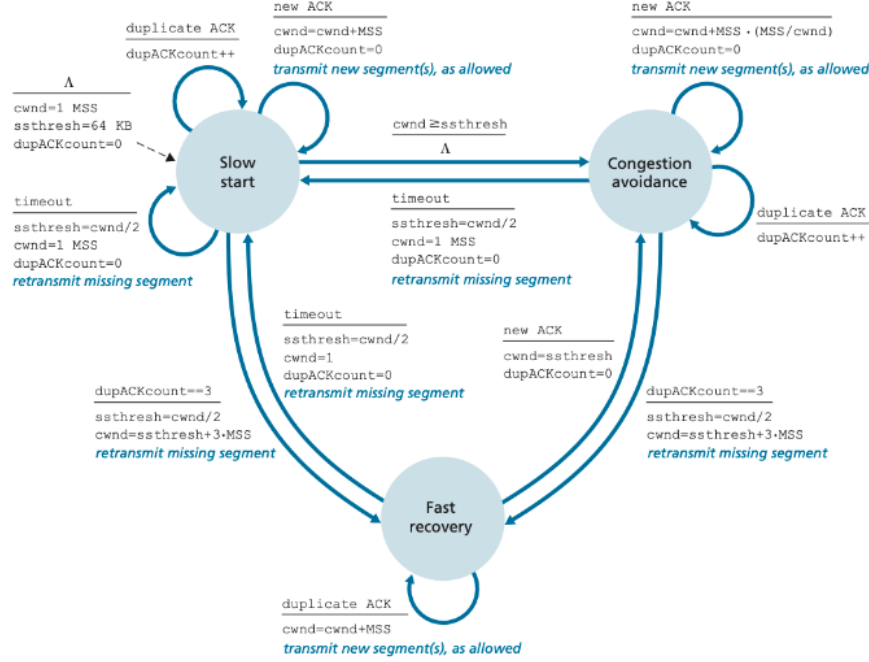 new ACK
cwnd=cwnd+MSS
dupACKcount=0
transmit new segment(s), as allowed
duplicate ACK
dupACKcount++
Λ
cwnd=1 MSS
ssthresh=64 KB
dupACKcount=0
new ACK
cwnd=cwnd+MSS·(MSS/cwnd)
dupACKcount=0
transmit new segment(s), as allowed
cwnd≥ssthresh
Λ
Slow
start
Congestion
avoidance
timeout
ssthresh=cwnd/2
cwnd=1 MSS
dupACKcount=0
retransmit missing segment
timeout
ssthresh=cwnd/2
cwnd=1 MSS
dupACKcount=0
retransmit missing segment
duplicate ACK
dupACKcount++
timeout
ssthresh=cwnd/2
cwnd=1
dupACKcount=0
retransmit missing segment
new ACK
cwnd=ssthresh
dupACKcount=0
dupACKcount==3
ssthresh=cwnd/2
cwnd=ssthresh+3·MSS
retransmit missing segment
dupACKcount==3
ssthresh=cwnd/2
cwnd=ssthresh+3·MSS
retransmit missing segment
Fast
recovery
duplicate ACK
cwnd=cwnd+MSS
transmit new segment(s), as allowed